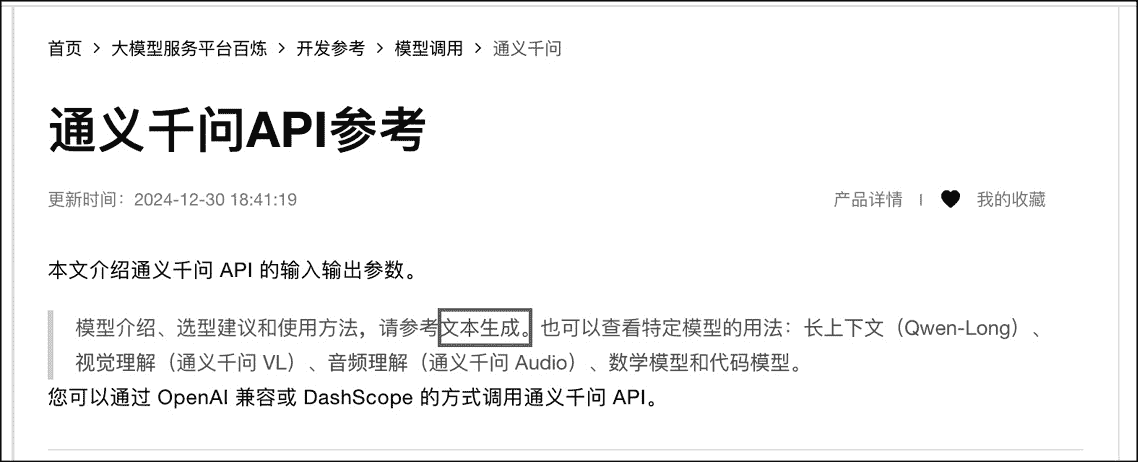 首页 > 大模型服务平台百炼 > 开发参考 > 模型调用 > 通义千问
通义千问API参考
更新时间：2024-12-30 18:41:19
产品详情 | 我的收藏
本文介绍通义千问 API 的输入输出参数。
模型介绍、选型建议和使用方法，请参考文本生成。也可以查看特定模型的用法：长上下文（Qwen-Long）、
视觉理解（通义千问 VL）、音频理解（通义千问 Audio）、数学模型和代码模型。
您可以通过 OpenAI 兼容或 DashScope 的方式调用通义千问 API。